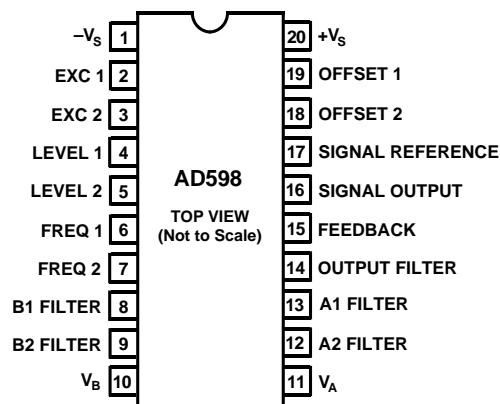 –VS 1 20 +VS
EXC 1 2 19 OFFSET 1
EXC 2 3 18 OFFSET 2
LEVEL 1 4 17 SIGNAL REFERENCE
LEVEL 2 5 16 SIGNAL OUTPUT
FREQ 1 6 15 FEEDBACK
FREQ 2 7 14 OUTPUT FILTER
B1 FILTER 8 13 A1 FILTER
B2 FILTER 9 12 A2 FILTER
VB 10 11 VA
AD598
TOP VIEW
(Not to Scale)